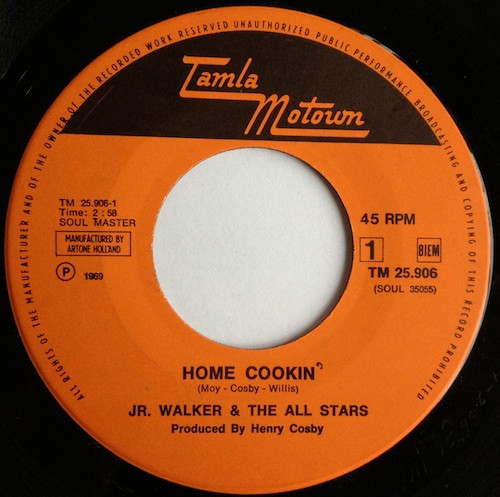 ALL RIGHTS OF THE MANUFACTURER AND OF THE OWNER OF THE RECORDED WORK RESERVED UNAUTHORIZED PUBLIC PERFORMANCE BROADCASTING AND COPYING OF THIS RECORD PROHIBITED
Tamla
Motown
TM 25.906-1
Time: 2:58
SOUL MASTER
MANUFACTURED BY
ARTONE HOLLAND
P 1969
45 RPM
1 BIEM
TM 25.906
(SOUL 35055)
HOME COOKIN'
(Moy - Cosby - Willis)
JR. WALKER & THE ALL STARS
Produced By Henry Cosby